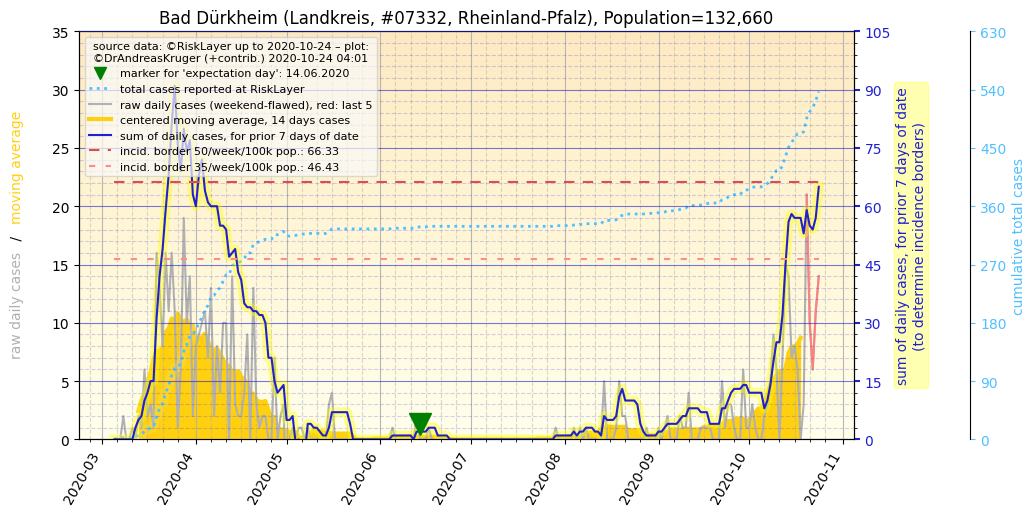 Bad Dürkheim (Landkreis, #07332, Rheinland-Pfalz), Population=132,660
source data: ©RiskLayer up to 2020-10-24 – plot:
©DrAndreasKruger (+contrib.) 2020-10-24 04:01
marker for 'expectation day': 14.06.2020
total cases reported at RiskLayer
raw daily cases (weekend-flawed), red: last 5
centered moving average, 14 days cases
sum of daily cases, for prior 7 days of date
incid. border 50/week/100k pop.: 66.33
incid. border 35/week/100k pop.: 46.43
raw daily cases / moving average
35
30
25
20
15
10
5
0
105
90
75
60
45
30
15
0
sum of daily cases, for prior 7 days of date
(to determine incidence borders)
630
540
450
360
270
180
90
0
cumulative total cases
2020-03
2020-04
2020-05
2020-06
2020-07
2020-08
2020-09
2020-10
2020-11